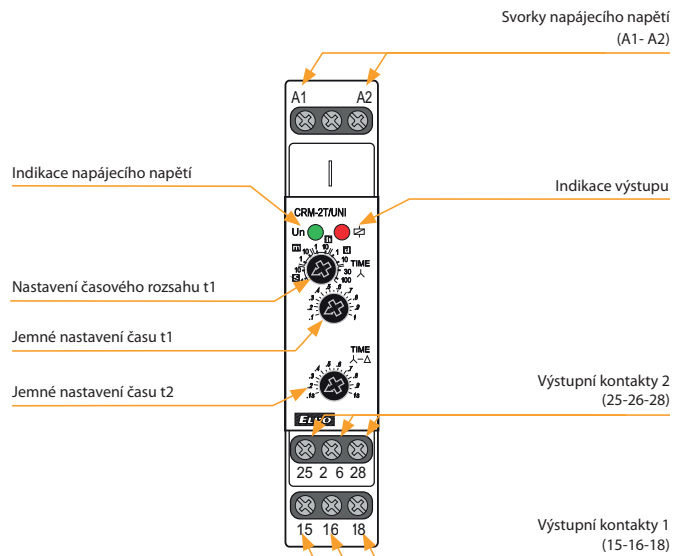 Svorky napájecího napětí
(A1- A2)
A1 A2
Indikace napájecího napětí
Indikace výstupu
CRM-2T/UNI
Un
TIME
Nastavení časového rozsahu t1
Jemné nastavení času t1
TIME
Jemné nastavení času t2
Výstupní kontakty 2
(25-26-28)
25 2 6 28
15 16 18
Výstupní kontakty 1
(15-16-18)